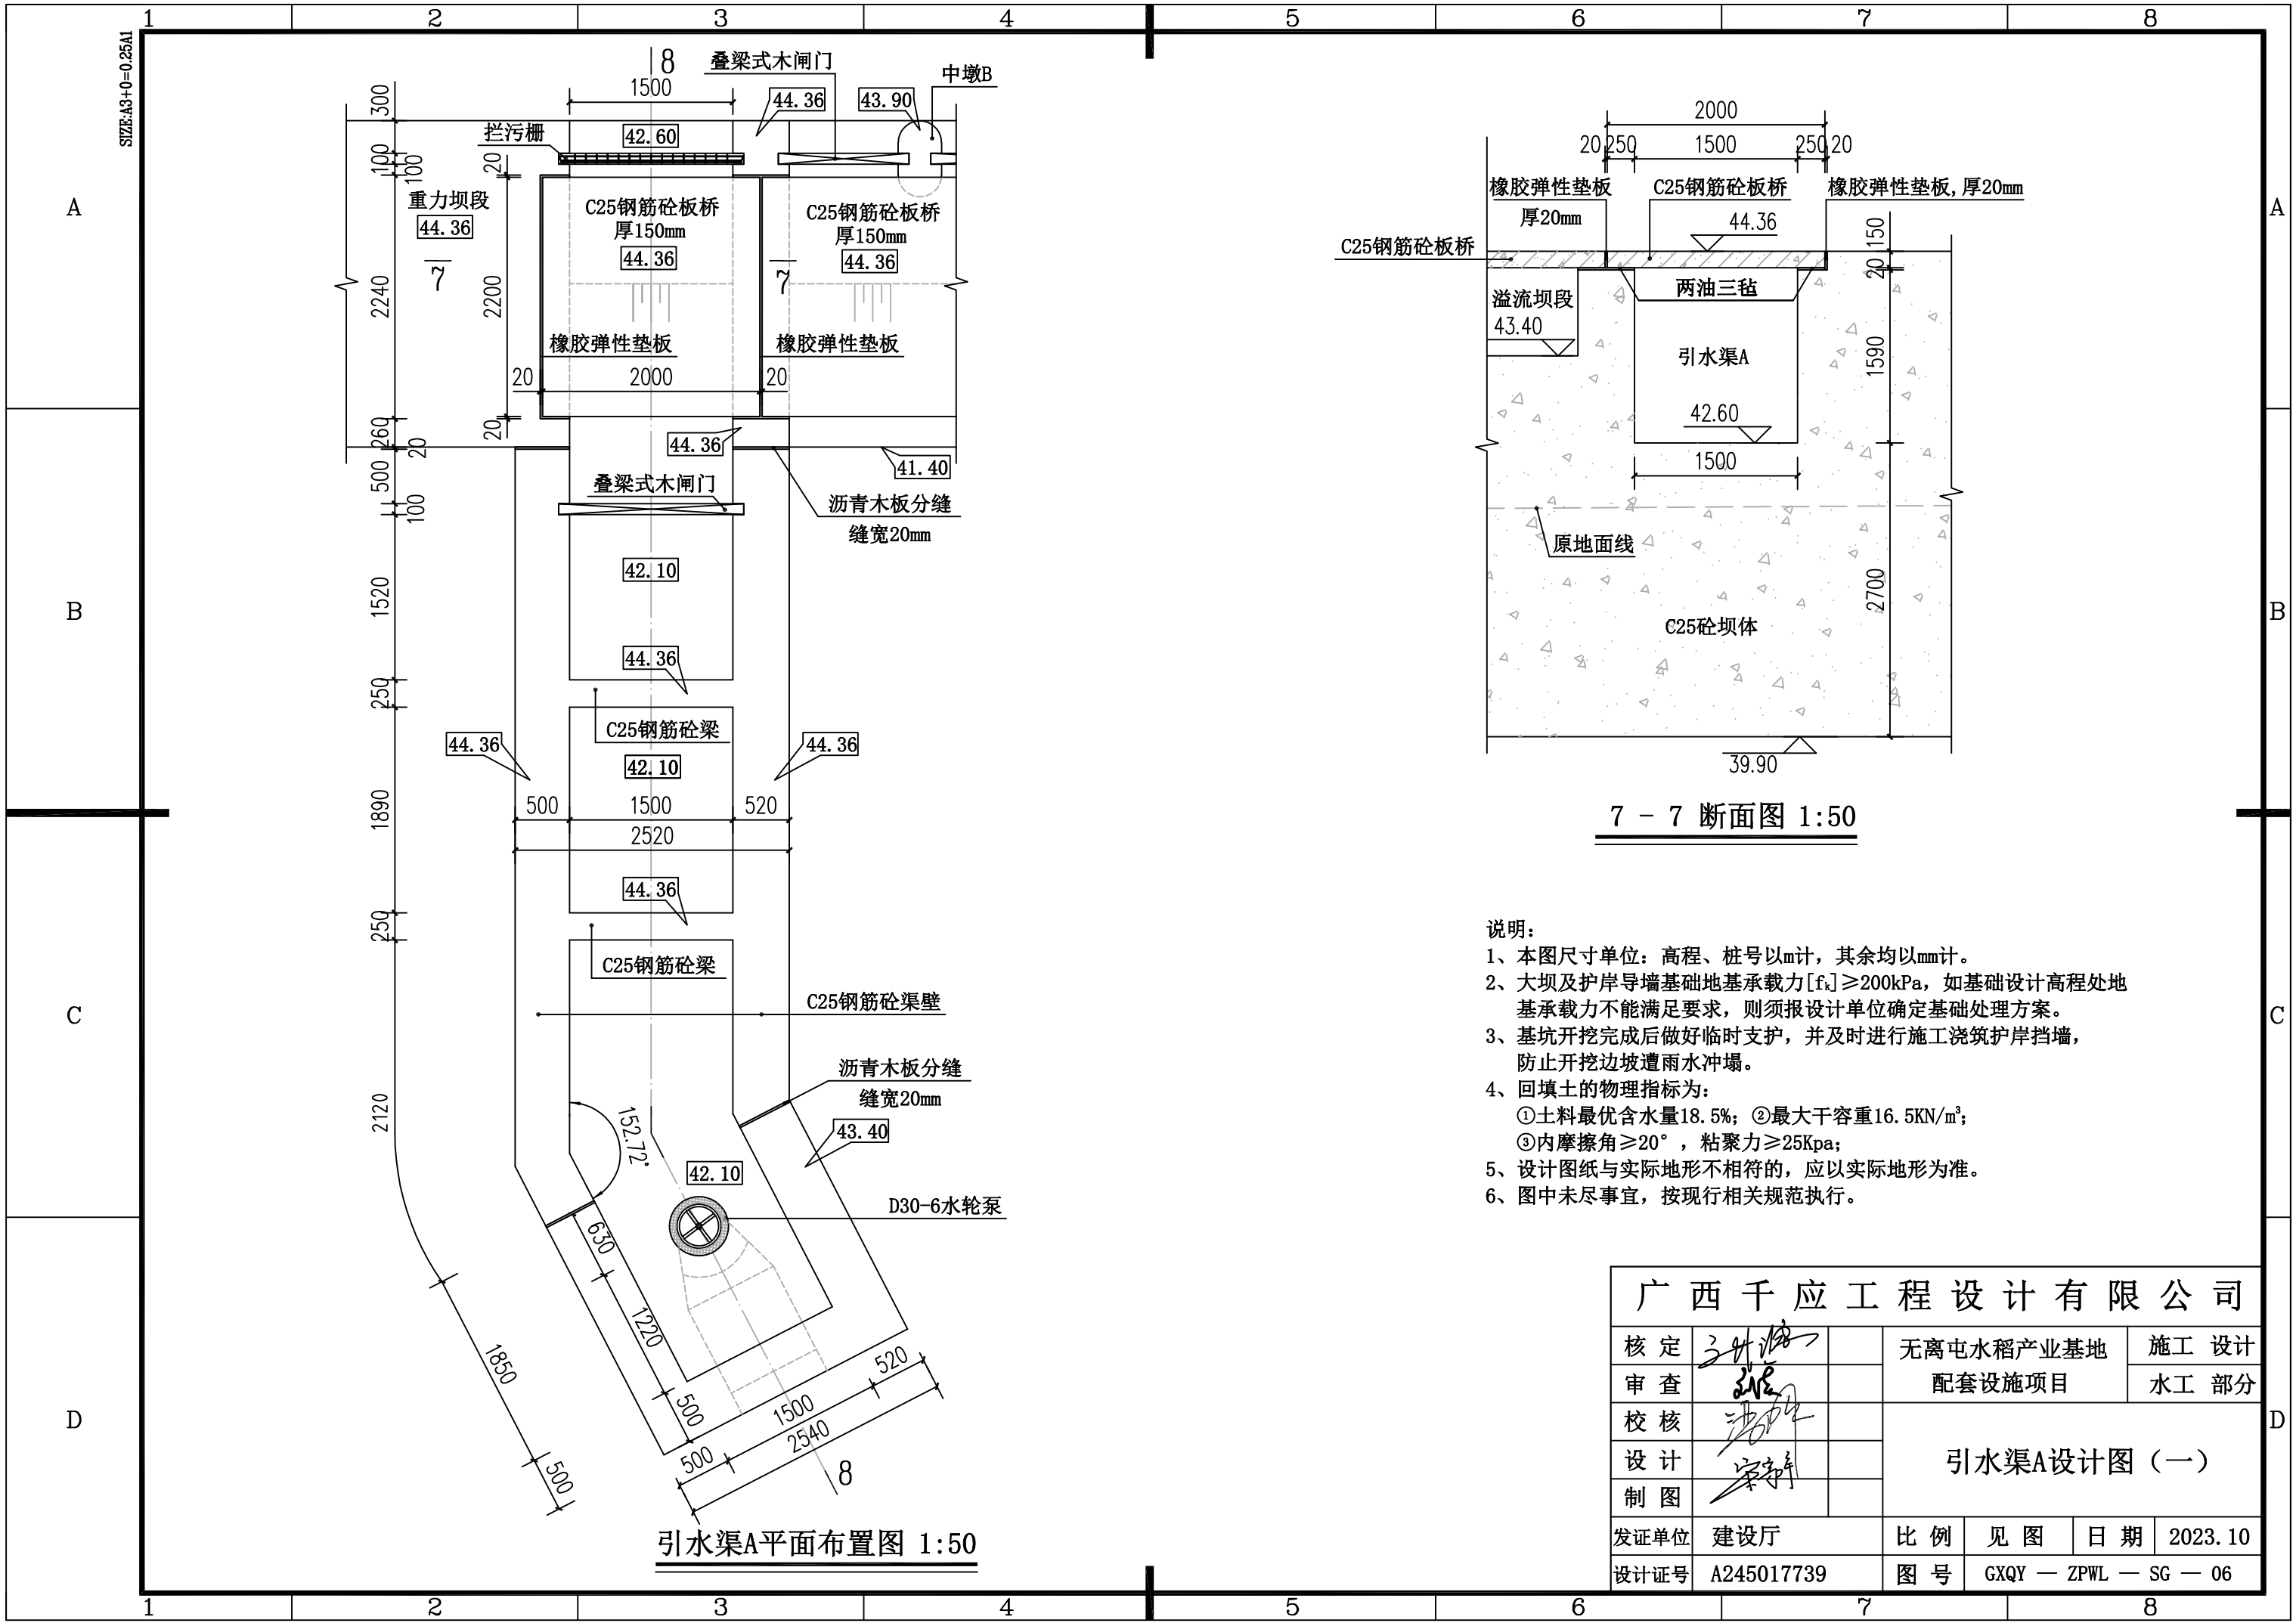 1 2 3 4 5 6 7 8
SIZE:A3+0=0.25A1
A A
B B
C C
D D
8
叠梁式木闸门
中墩B
1500
44.36
43.90
300
拦污栅
42.60
100
100
20
重力坝段
44.36
C25钢筋砼板桥
厚150mm
44.36
C25钢筋砼板桥
厚150mm
44.36
7
7
2240
2200
橡胶弹性垫板
橡胶弹性垫板
20 2000 20
260
20
20
44.36
41.40
500
100
叠梁式木闸门
沥青木板分缝
缝宽20mm
42.10
1520
44.36
250
C25钢筋砼梁
44.36
44.36
42.10
1890
500 1500 520
2520
44.36
250
C25钢筋砼梁
C25钢筋砼渠壁
沥青木板分缝
缝宽20mm
2120
152.72°
43.40
42.10
D30-6水轮泵
630
1220
1850
500
500
520
1500
2540
500
8
引水渠A平面布置图 1:50
2000
20 250 1500 250 20
橡胶弹性垫板
厚20mm
C25钢筋砼板桥
橡胶弹性垫板,厚20mm
44.36
C25钢筋砼板桥
150
20
两油三毡
溢流坝段
43.40
引水渠A
1590
42.60
1500
原地面线
2700
C25砼坝体
39.90
7 - 7 断面图 1:50
说明:
1、本图尺寸单位: 高程、桩号以m计, 其余均以mm计。
2、大坝及护岸导墙基础地基承载力[fk]≥200kPa, 如基础设计高程处地
基承载力不能满足要求, 则须报设计单位确定基础处理方案。
3、基坑开挖完成后做好临时支护, 并及时进行施工浇筑护岸挡墙,
防止开挖边坡遭雨水冲塌。
4、回填土的物理指标为:
①土料最优含水量18.5%; ②最大干容重16.5KN/m³;
③内摩擦角≥20°, 粘聚力≥25Kpa;
5、设计图纸与实际地形不相符的, 应以实际地形为准。
6、图中未尽事宜, 按现行相关规范执行。
广西千应工程设计有限公司
核定
审查
校核
设计
制图
无离屯水稻产业基地
配套设施项目
施工 设计
水工 部分
引水渠A设计图（一）
发证单位 建设厅 比例 见图 日期 2023.10
设计证号 A245017739 图号 GXQY — ZPWL — SG — 06
1 2 3 4 5 6 7 8